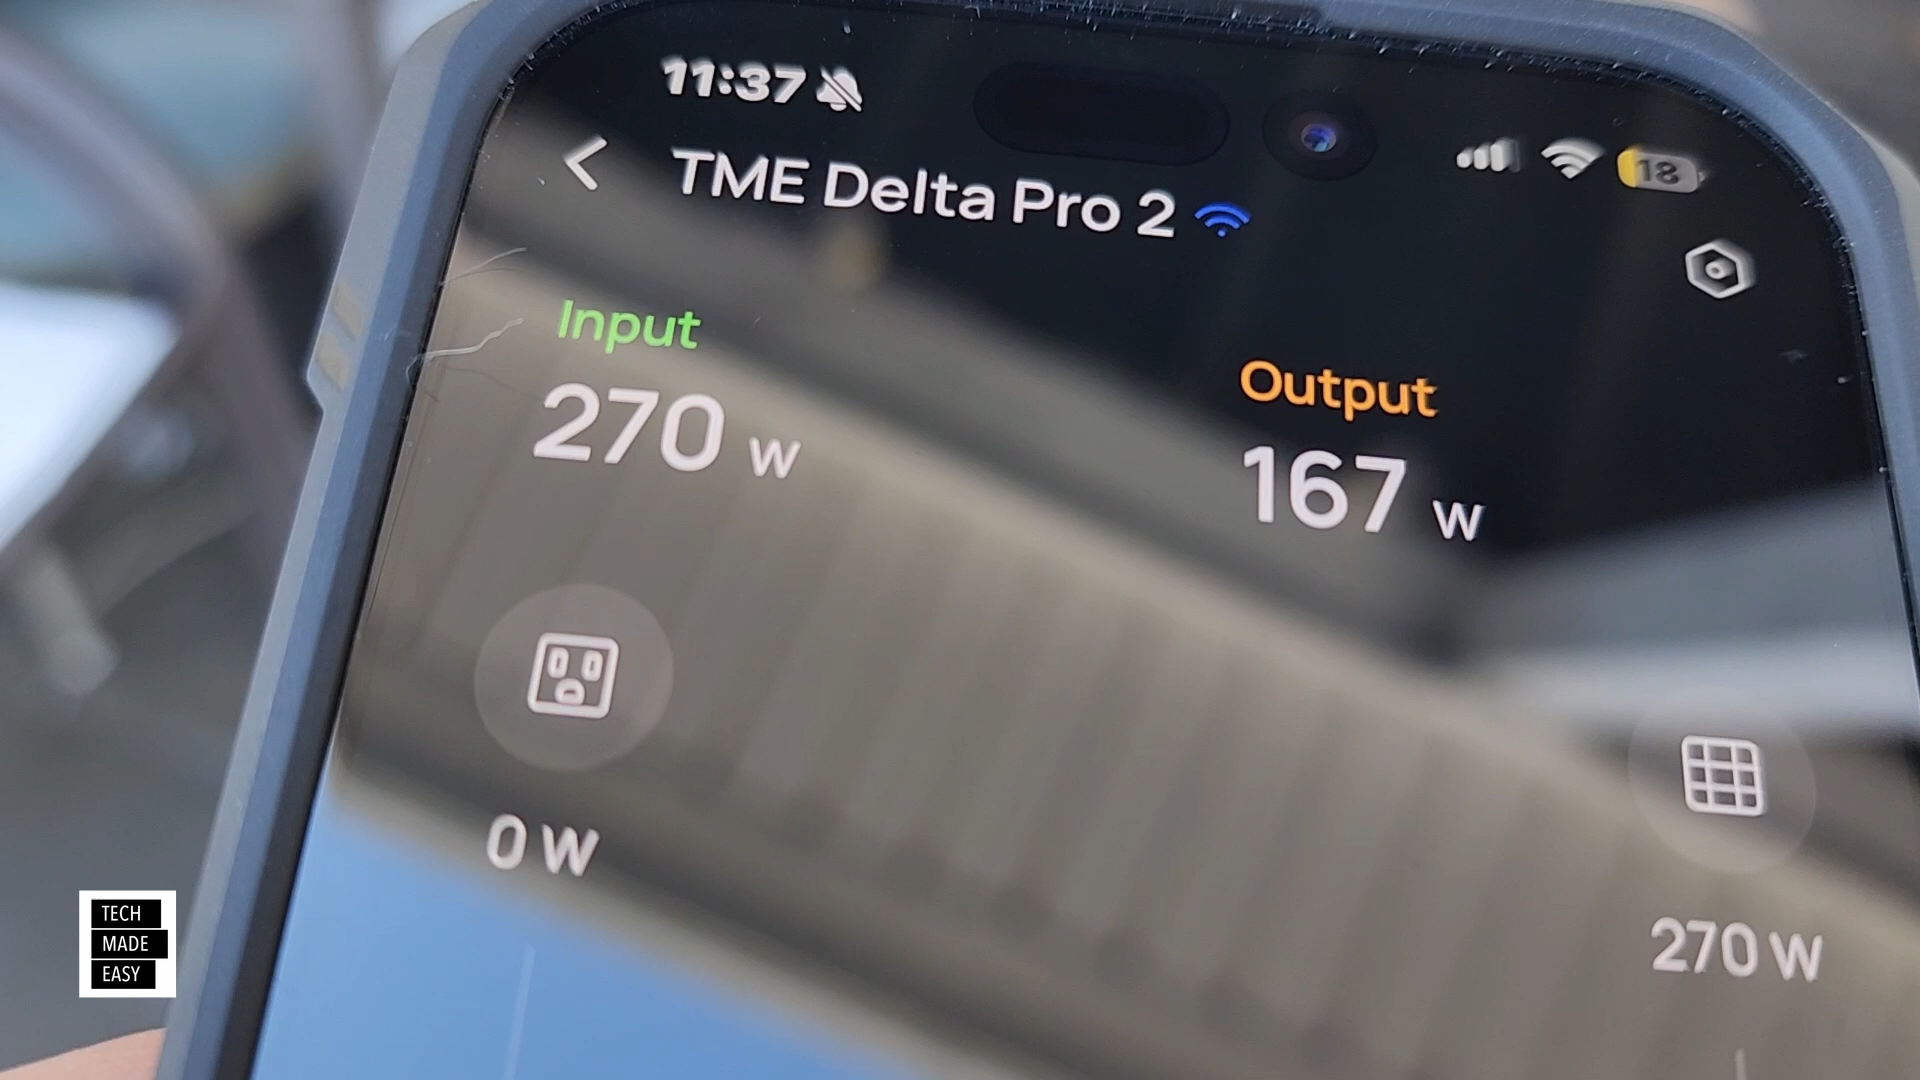 11:37
18
TME Delta Pro 2
Input
270 W
Output
167 W
0 W
270 W
TECH
MADE
EASY